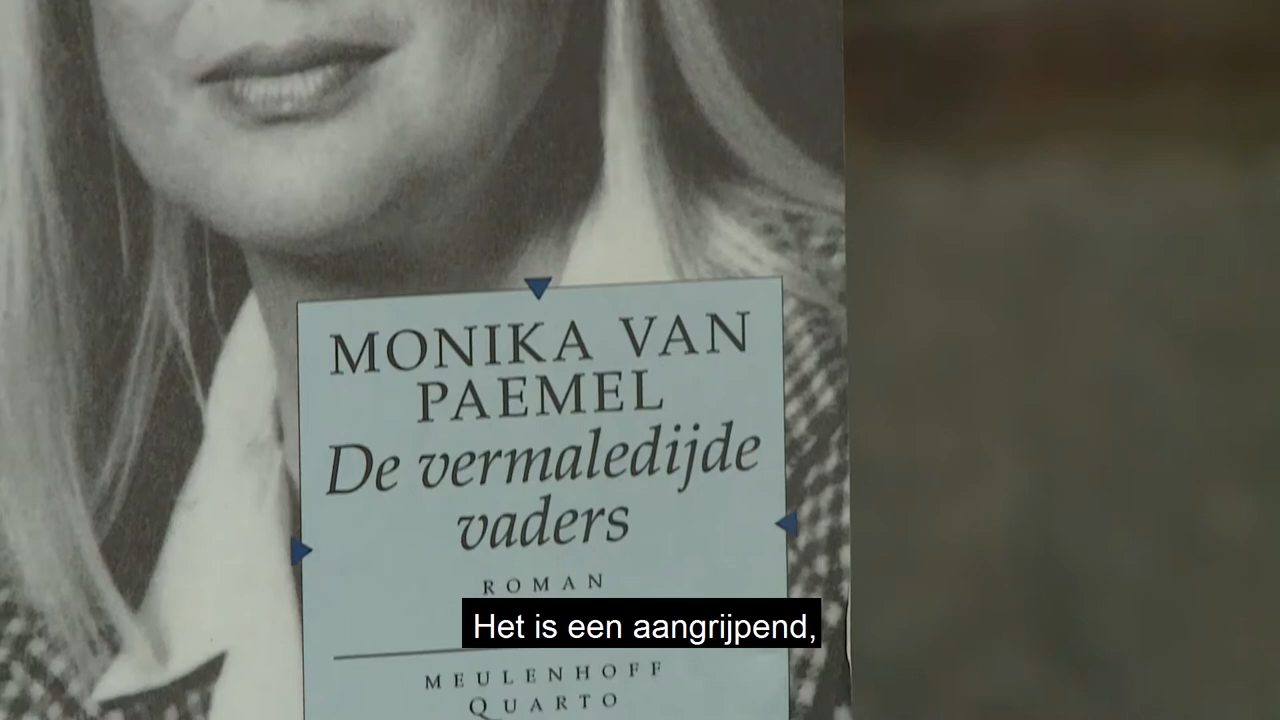 MONIKA VAN
PAEMEL
De vermaledijde
vaders
ROMAN
Het is een aangrijpend,
MEULENHOFF
QUARTO